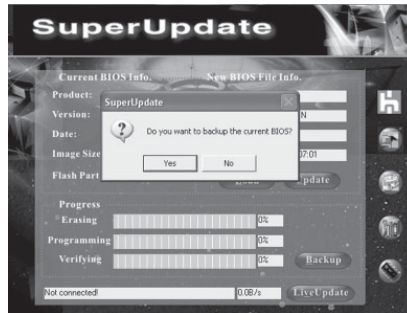 SuperUpdate
Current BIOS Info. New BIOS File Info.
Product:
SuperUpdate
Version:
N
Do you want to backup the current BIOS?
Date:
Image Size
07:01
Yes No
Flash Part
Update
Progress
Erasing 0%
Programming 0%
Verifying 0% Backup
Not connected! 0.0B/s LiveUpdate